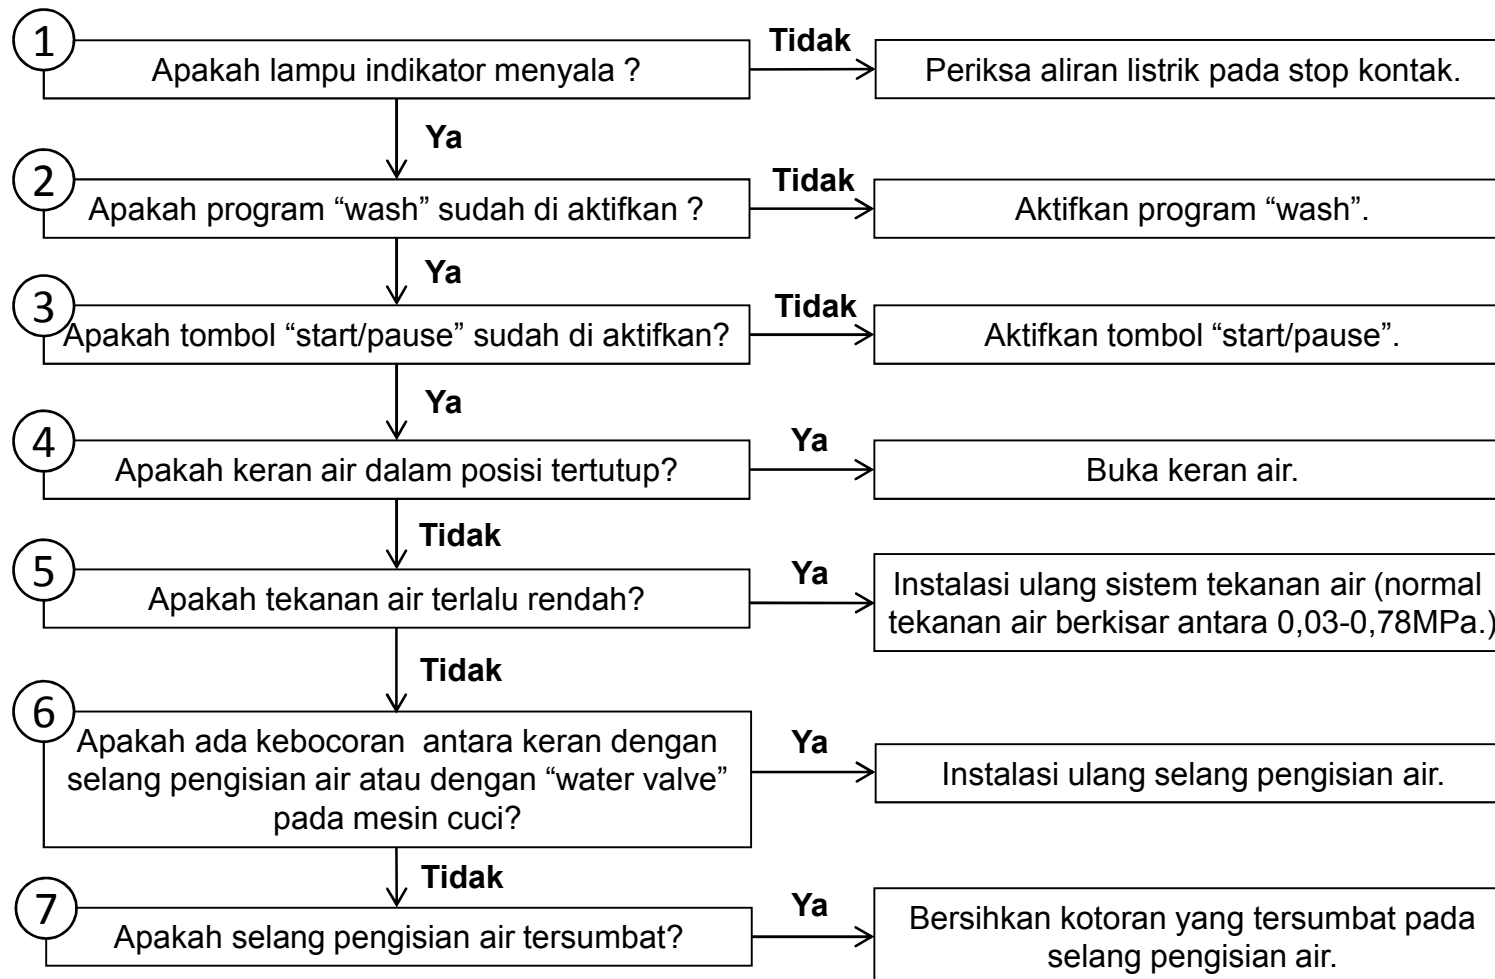 1
Apakah lampu indikator menyala ?
Tidak
Periksa aliran listrik pada stop kontak.
Ya
2
Apakah program “wash” sudah di aktifkan ?
Tidak
Aktifkan program “wash”.
Ya
3
Apakah tombol “start/pause” sudah di aktifkan?
Tidak
Aktifkan tombol “start/pause”.
Ya
4
Apakah keran air dalam posisi tertutup?
Ya
Buka keran air.
Tidak
5
Apakah tekanan air terlalu rendah?
Ya
Instalasi ulang sistem tekanan air (normal
tekanan air berkisar antara 0,03-0,78MPa.)
Tidak
6
Apakah ada kebocoran  antara keran dengan
selang pengisian air atau dengan “water valve”
pada mesin cuci?
Ya
Instalasi ulang selang pengisian air.
Tidak
7
Apakah selang pengisian air tersumbat?
Ya
Bersihkan kotoran yang tersumbat pada
selang pengisian air.